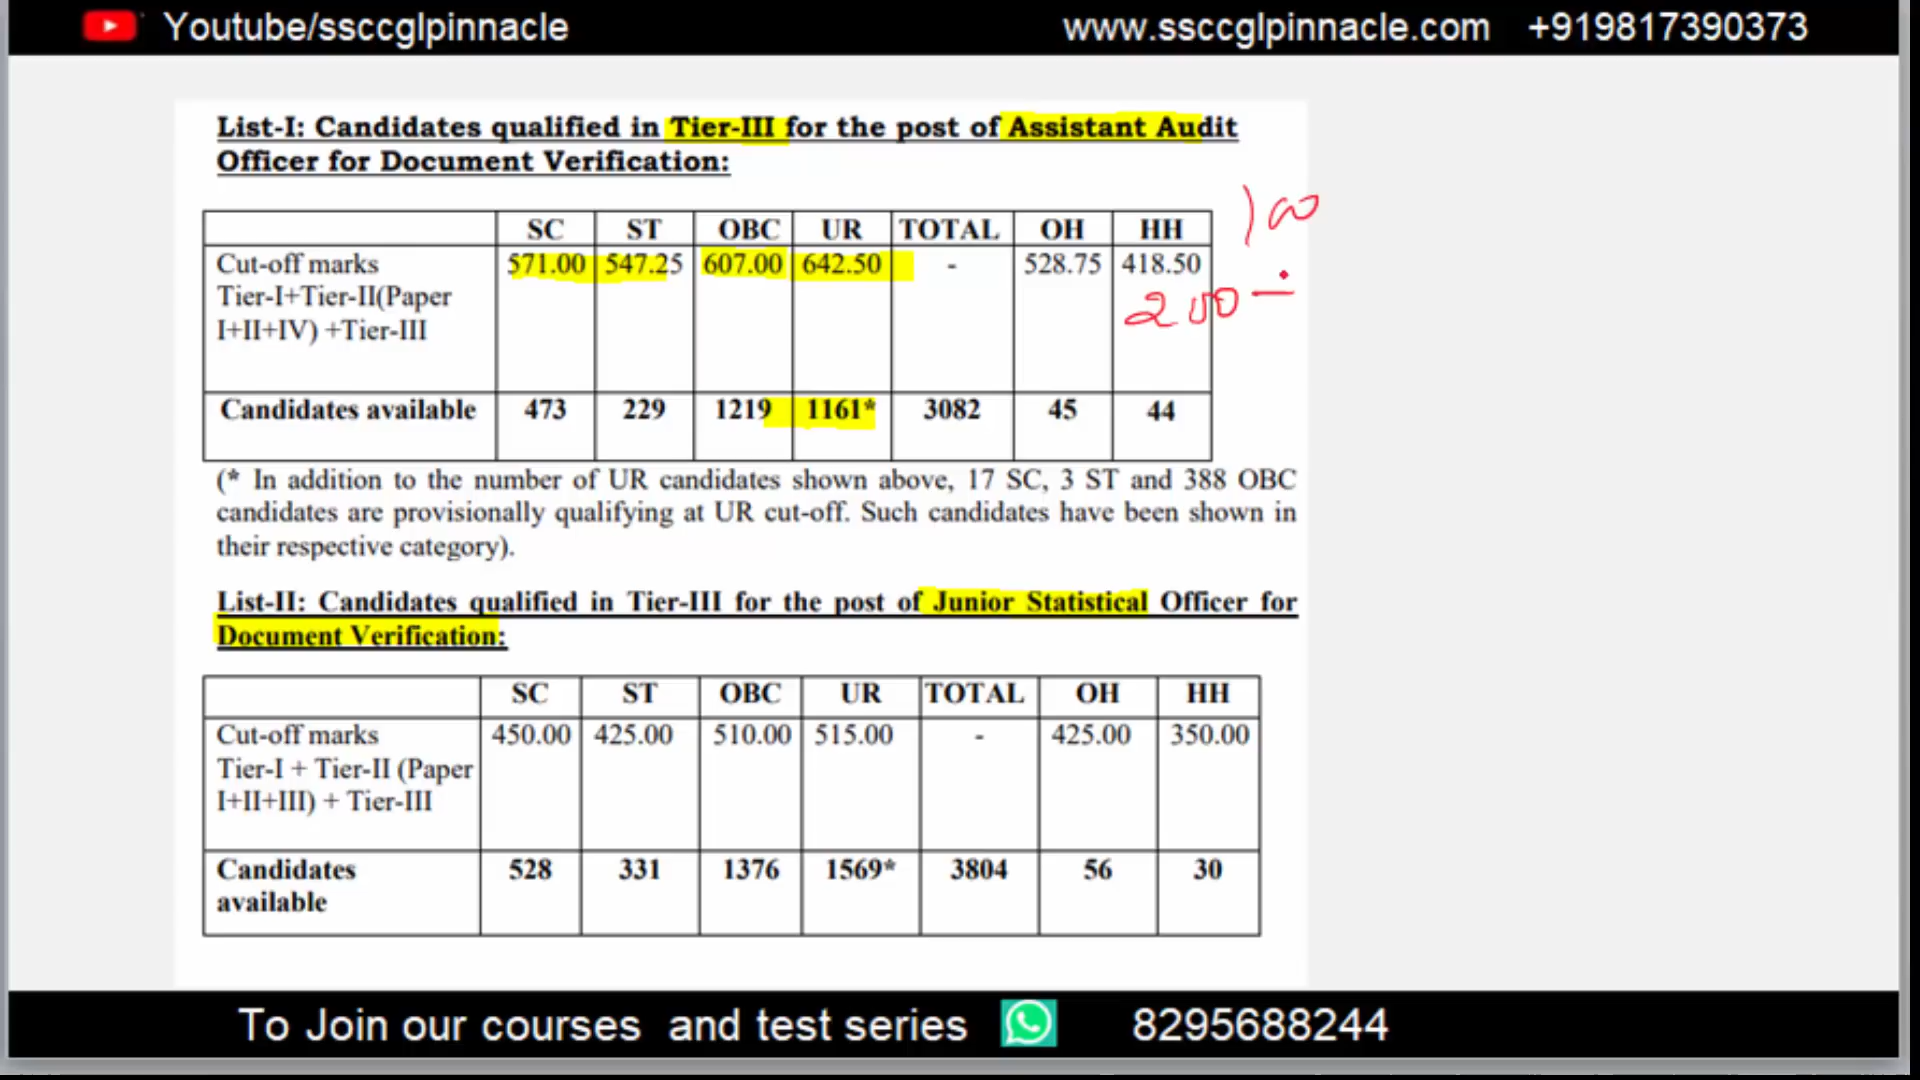 Youtube/ssccglpinnacle www.ssccglpinnacle.com +919817390373
List-I: Candidates qualified in Tier-III for the post of Assistant Audit
Officer for Document Verification:
SC ST OBC UR TOTAL OH HH
Cut-off marks 571.00 547.25 607.00 642.50 - 528.75 418.50
Tier-I+Tier-II(Paper
I+II+IV) +Tier-III
100
200 -
Candidates available 473 229 1219 1161* 3082 45 44
(* In addition to the number of UR candidates shown above, 17 SC, 3 ST and 388 OBC
candidates are provisionally qualifying at UR cut-off. Such candidates have been shown in
their respective category).
List-II: Candidates qualified in Tier-III for the post of Junior Statistical Officer for
Document Verification:
SC ST OBC UR TOTAL OH HH
Cut-off marks 450.00 425.00 510.00 515.00 - 425.00 350.00
Tier-I + Tier-II (Paper
I+II+III) + Tier-III
Candidates 528 331 1376 1569* 3804 56 30
available
To Join our courses and test series 8295688244